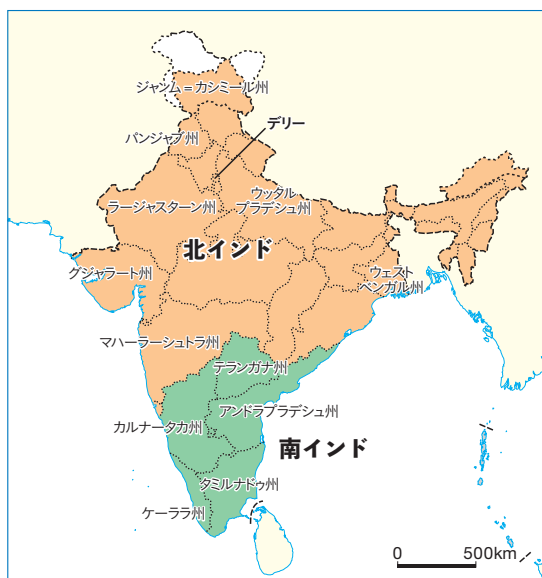 ジャンム=カシミール州
パンジャブ州
デリー
ラージャスターン州
ウッタル
プラデシュ州
北インド
グジャラート州
ウェスト
ベンガル州
マハーラーシュトラ州
テランガナ州
アンドラプラデシュ州
カルナータカ州
南インド
タミルナドゥ州
ケーララ州
0 500km